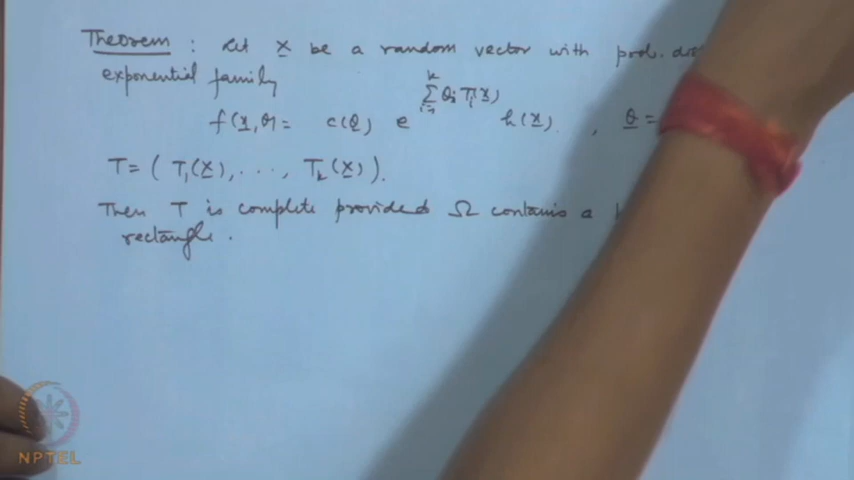 Theorem : Let X be a random vector with prob.
exponential family
f(x, θ) = c(θ) e^{\sum_{i=1}^{k} θ_i T_i(x)} h(x). , θ =
T = ( T_1(X), . . . , T_k(X) ).
Then T is complete provided Ω contains a
rectangle .
NPTEL